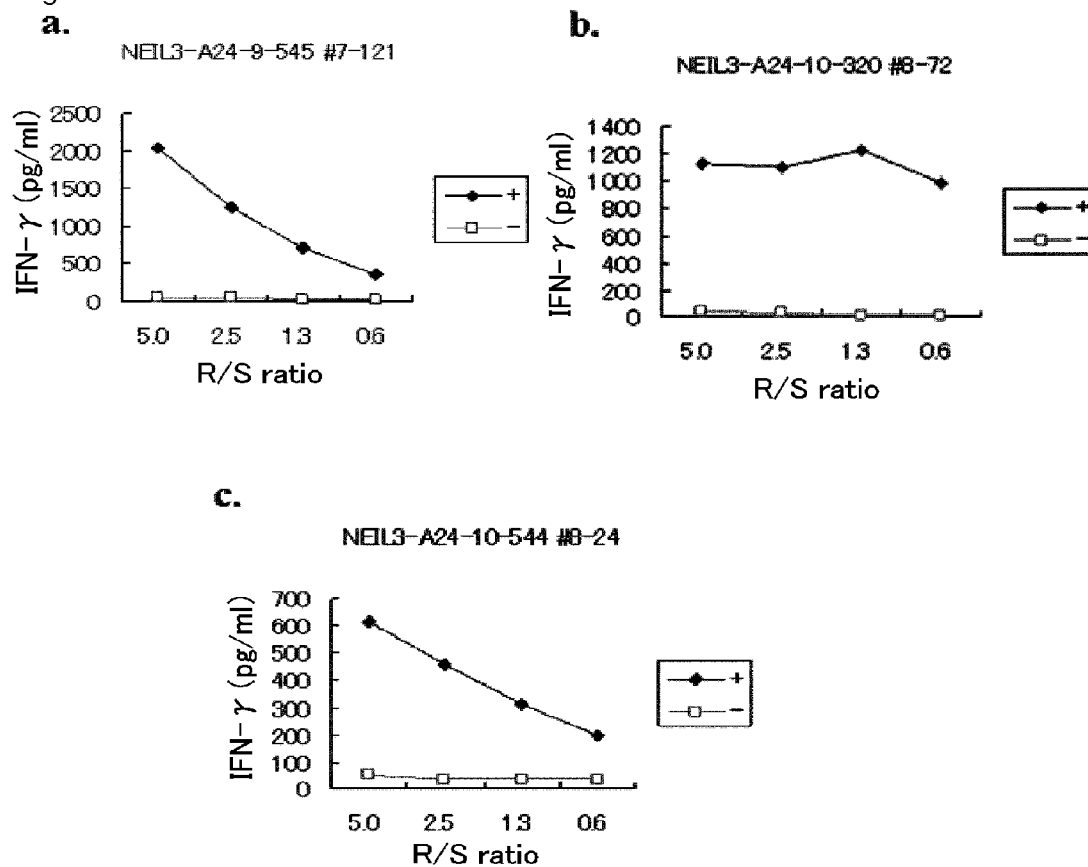 a.
NEIL3-A24-9-545 #7-121
IFN-γ (pg/ml)
2500
2000
1500
1000
500
0
5.0 2.5 1.3 0.6
R/S ratio
+
−
b.
NEIL3-A24-10-320 #8-72
IFN-γ (pg/ml)
1400
1200
1000
800
600
400
200
0
5.0 2.5 1.3 0.6
R/S ratio
+
−
c.
NEIL3-A24-10-544 #8-24
IFN-γ (pg/ml)
700
600
500
400
300
200
100
0
5.0 2.5 1.3 0.6
R/S ratio
+
−